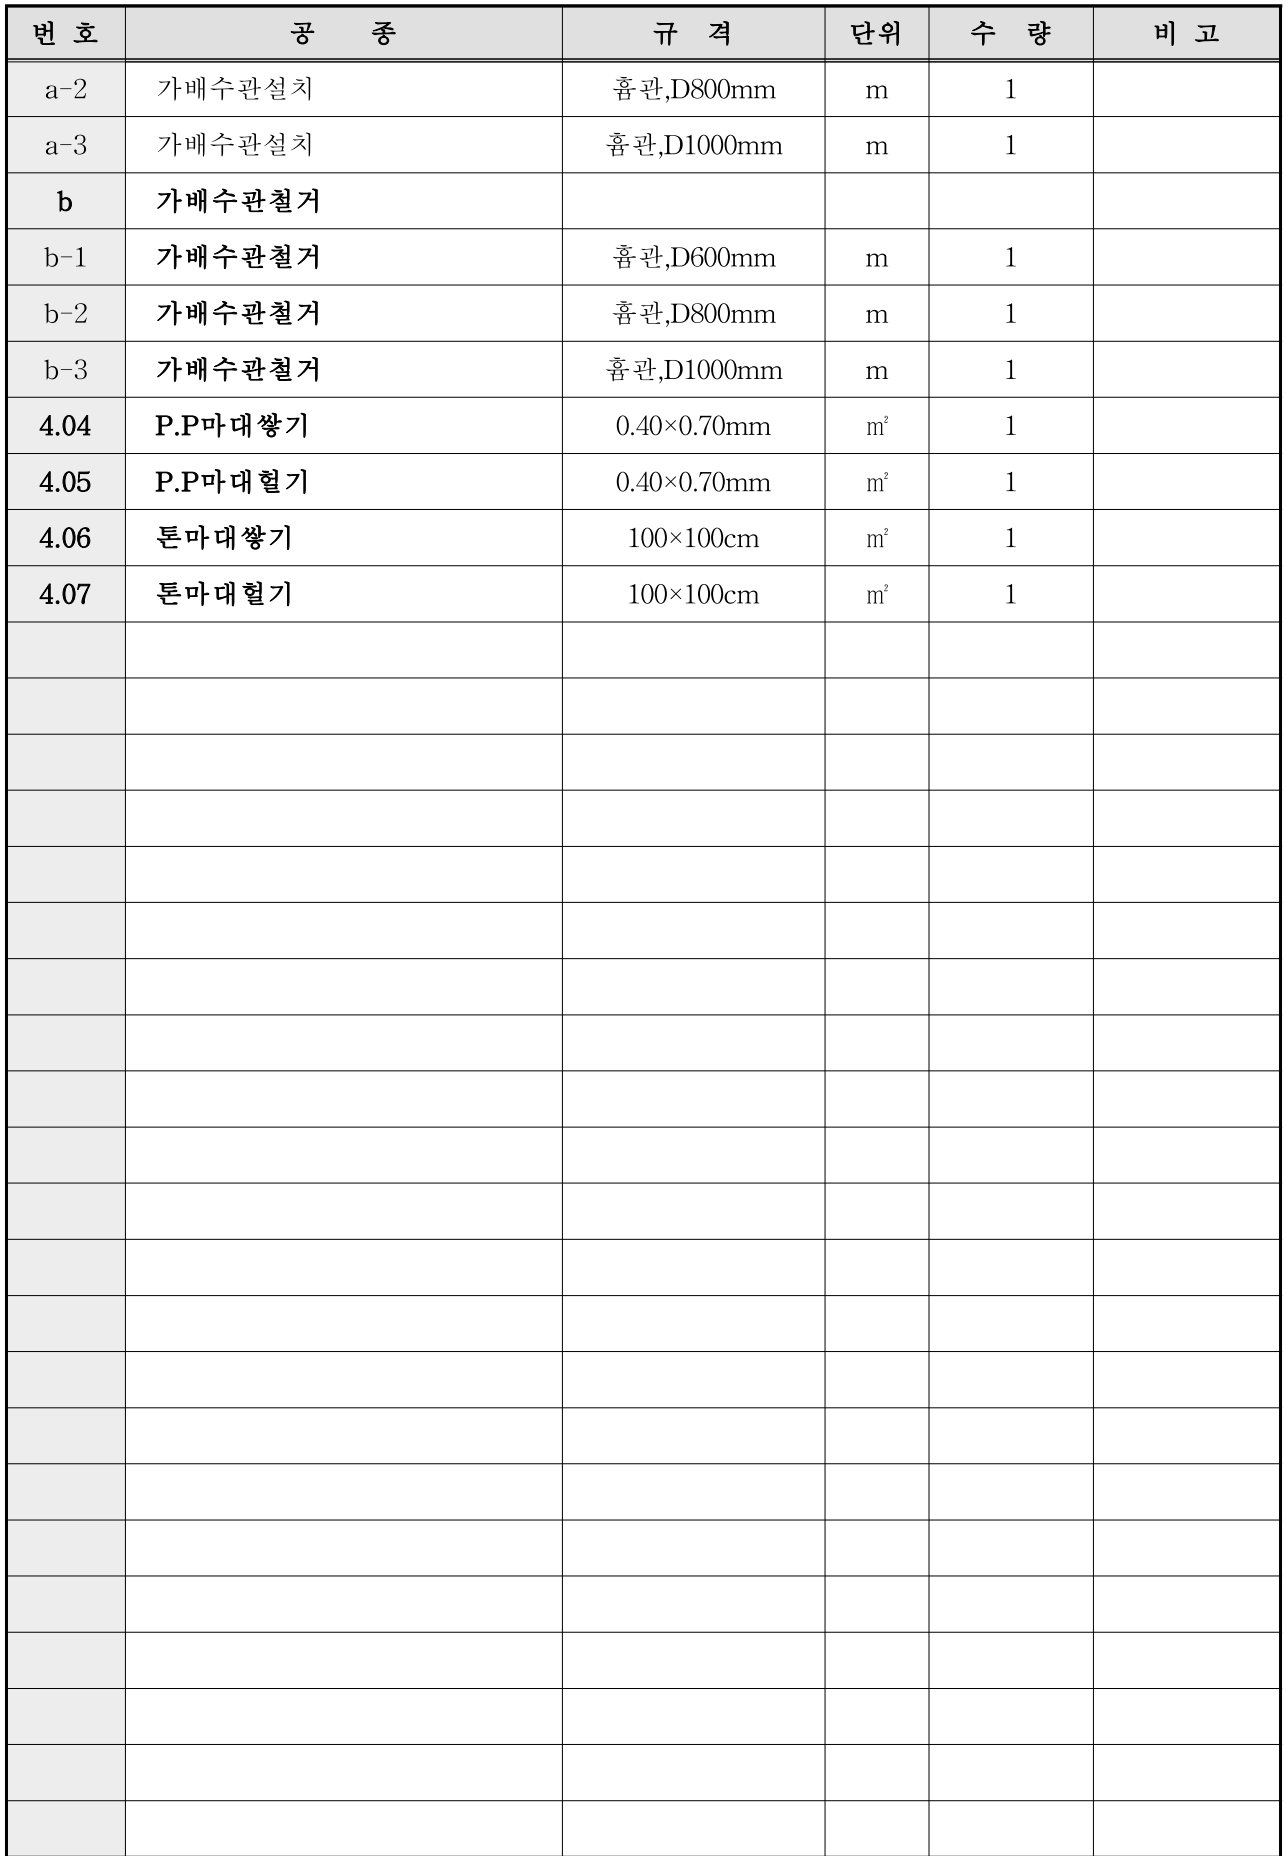 번 호 공 종 규 격 단위 수 량 비 고
a-2 가배수관설치 흄관,D800mm m 1
a-3 가배수관설치 흄관,D1000mm m 1
b 가배수관철거
b-1 가배수관철거 흄관,D600mm m 1
b-2 가배수관철거 흄관,D800mm m 1
b-3 가배수관철거 흄관,D1000mm m 1
4.04 P.P마대쌓기 0.40×0.70mm ㎡ 1
4.05 P.P마대헐기 0.40×0.70mm ㎡ 1
4.06 톤마대쌓기 100×100cm ㎡ 1
4.07 톤마대헐기 100×100cm ㎡ 1